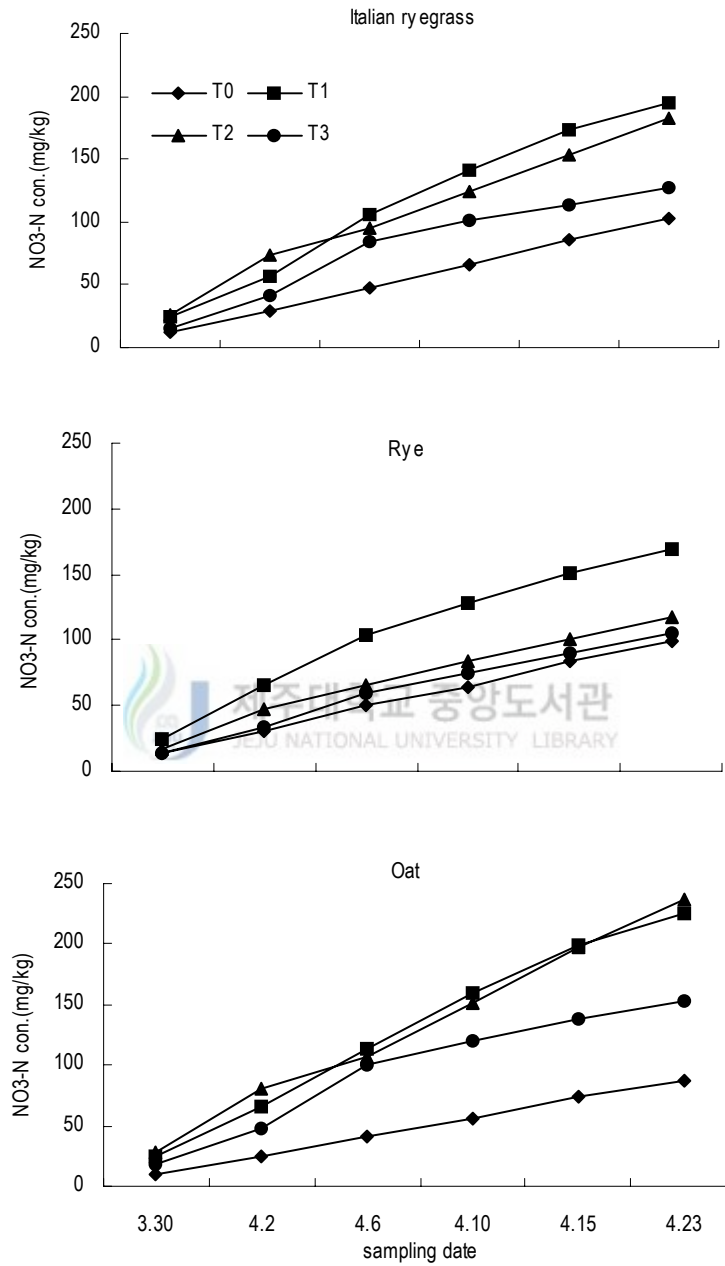 Italian ryegrass
250
200
150
100
50
0
NO3-N con.(mg/kg)
T0 T1
T2 T3
Rye
250
200
150
100
50
0
NO3-N con.(mg/kg)
제주대학교 중앙도서관
JEJU NATIONAL UNIVERSITY LIBRARY
Oat
250
200
150
100
50
0
NO3-N con.(mg/kg)
3.30 4.2 4.6 4.10 4.15 4.23
sampling date